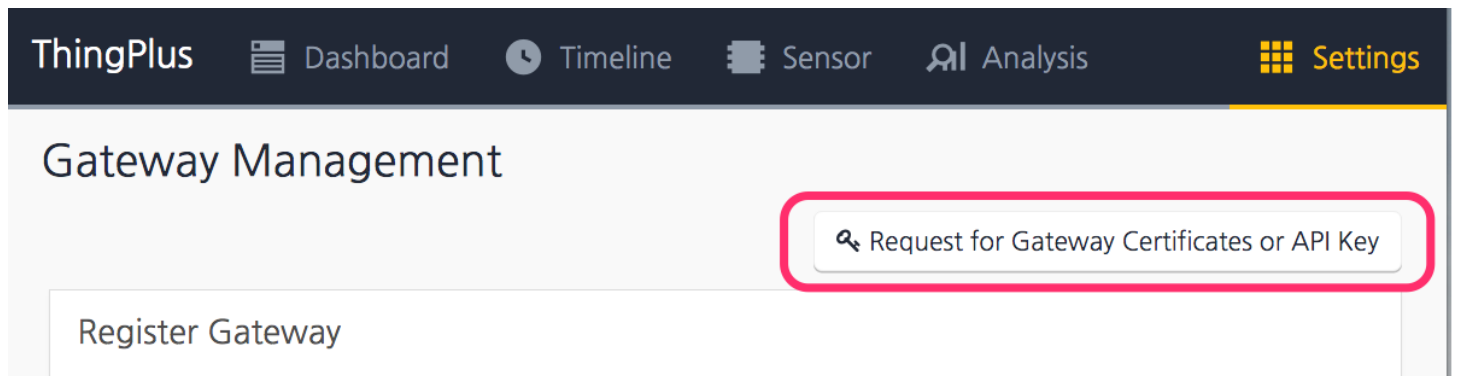 ThingPlus Dashboard Timeline Sensor Analysis Settings
Gateway Management
Request for Gateway Certificates or API Key
Register Gateway